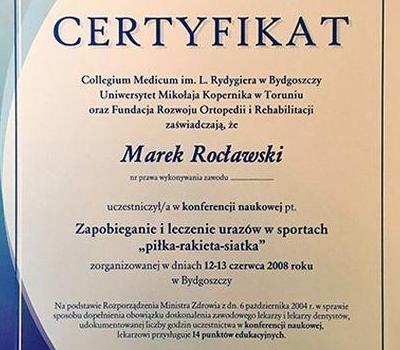 CERTYFIKAT
Collegium Medicum im. L. Rydygiera w Bydgoszczy
Uniwersytet Mikołaja Kopernika w Toruniu
oraz Fundacja Rozwoju Ortopedii i Rehabilitacji
zaświadczają, że
Marek Rocławski
nr prawa wykonywania zawodu
uczestniczył/a w konferencji naukowej pt.
Zapobieganie i leczenie urazów w sportach
„piłka-rakieta-siatka”
zorganizowanej w dniach 12-13 czerwca 2008 roku
w Bydgoszczy
Na podstawie Rozporządzenia Ministra Zdrowia z dn. 6 października 2004 r. w sprawie
sposobu dopełnienia obowiązku doskonalenia zawodowego lekarzy i lekarzy dentystów,
udokumentowanej liczby godzin uczestnictwa w konferencji naukowej,
lekarzowi przysługuje 14 punktów edukacyjnych.